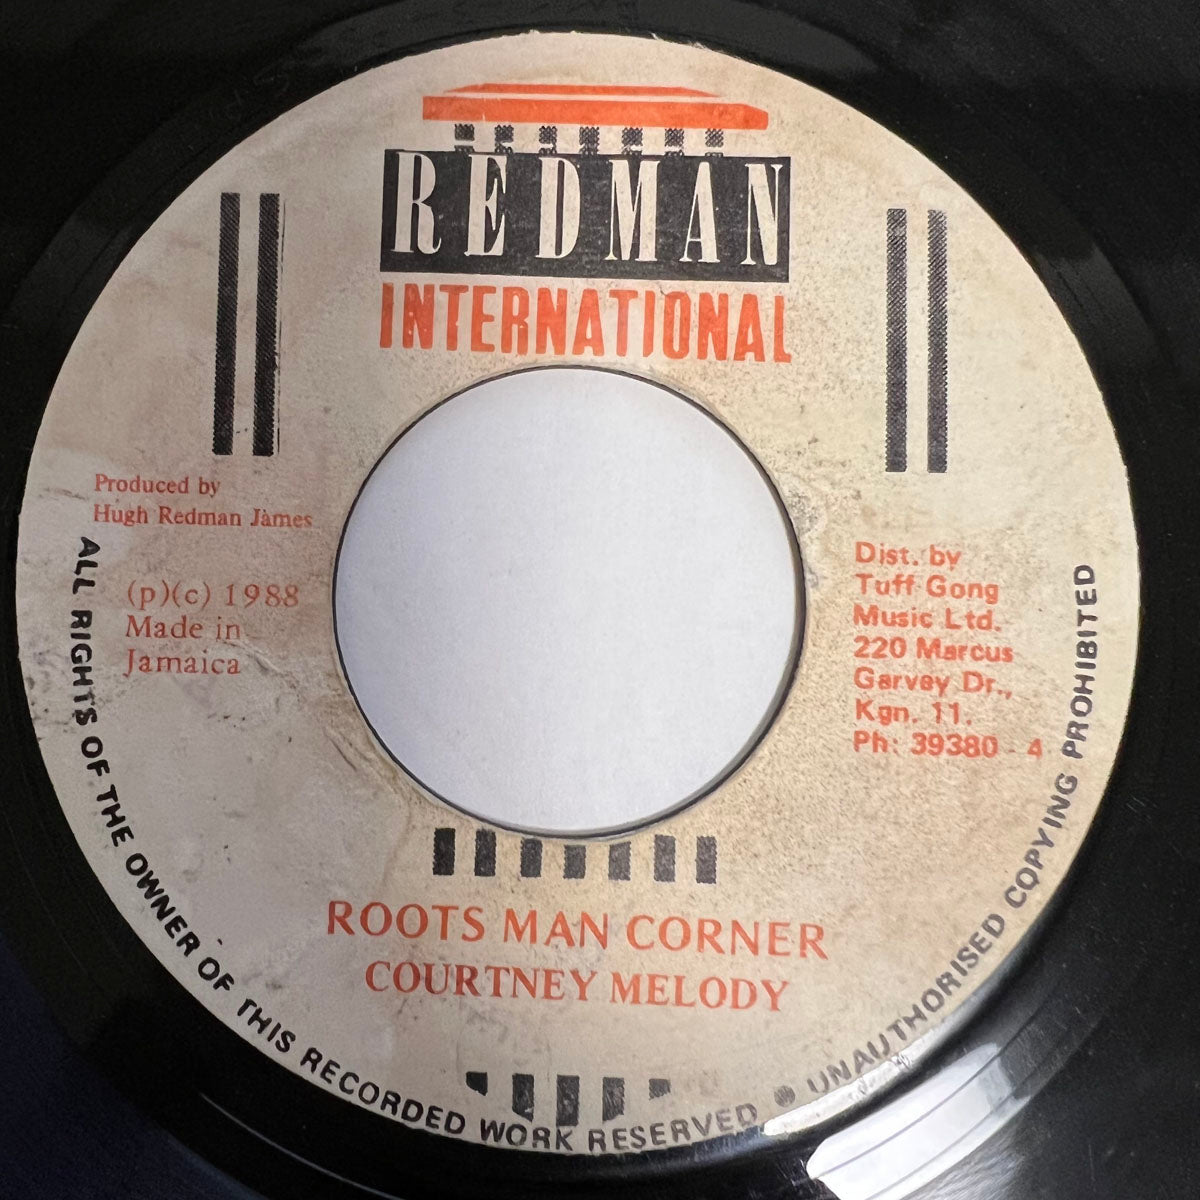 REDMAN
INTERNATIONAL
Produced by
Hugh Redman James
(p)(c) 1988
Made in
Jamaica
Dist. by
Tuff Gong
Music Ltd.
220 Marcus
Garvey Dr.,
Kgn. 11.
Ph: 39380 - 4
ROOTS MAN CORNER
COURTNEY MELODY
ALL RIGHTS OF THE OWNER OF THIS RECORDED WORK RESERVED ● UNAUTHORISED COPYING PROHIBITED